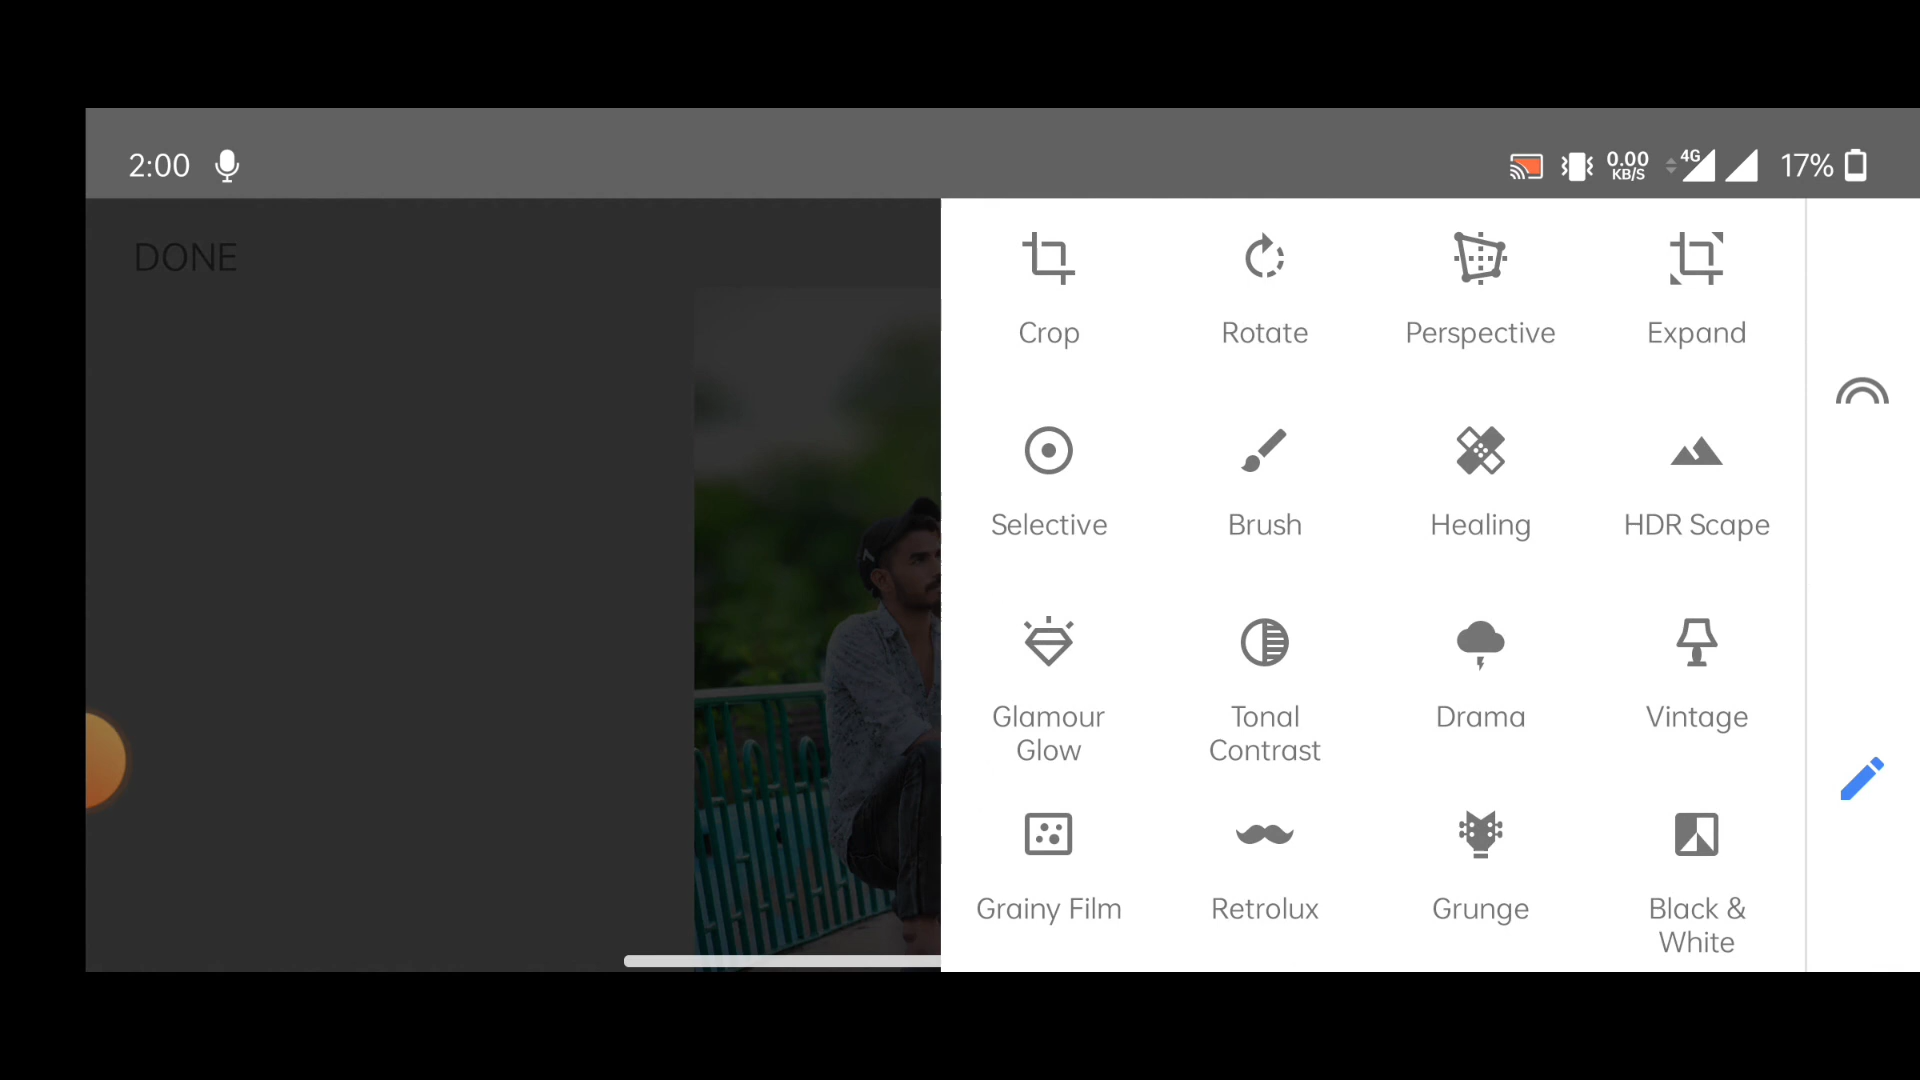 2:00
0.00
KB/S
4G
17%
DONE
Crop
Rotate
Perspective
Expand
Selective
Brush
Healing
HDR Scape
Glamour
Glow
Tonal
Contrast
Drama
Vintage
Grainy Film
Retrolux
Grunge
Black &
White